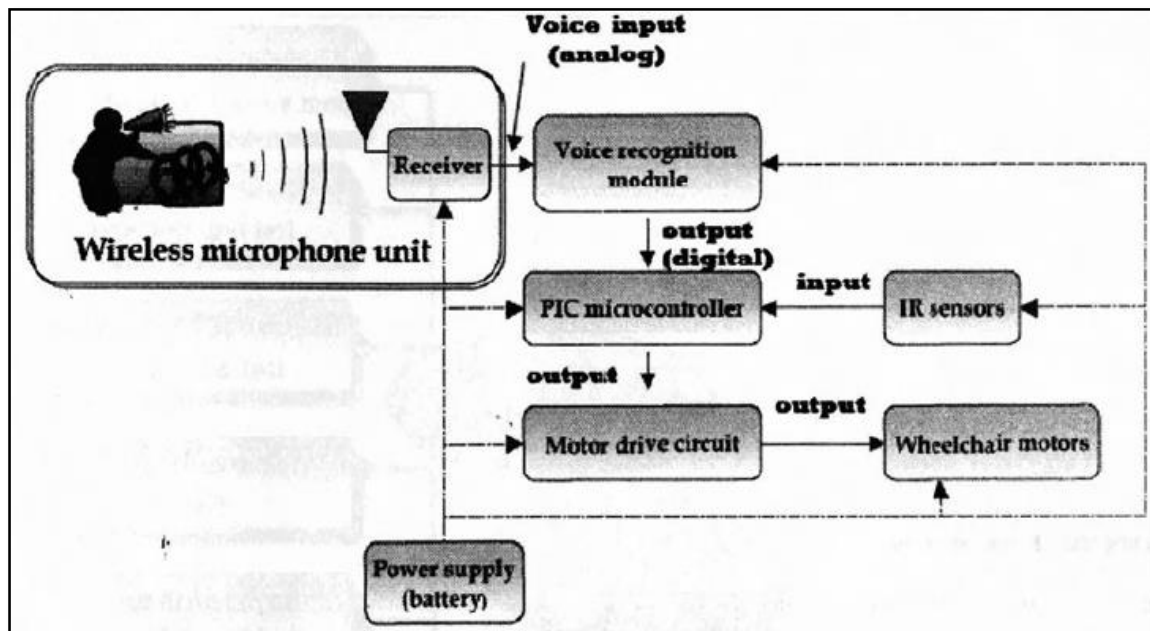 Voice input
(analog)
Receiver
Voice recognition
module
Wireless microphone unit
output
(digital)
PIC microcontroller
input
IR sensors
output
Motor drive circuit
output
Wheelchair motors
Power supply
(battery)